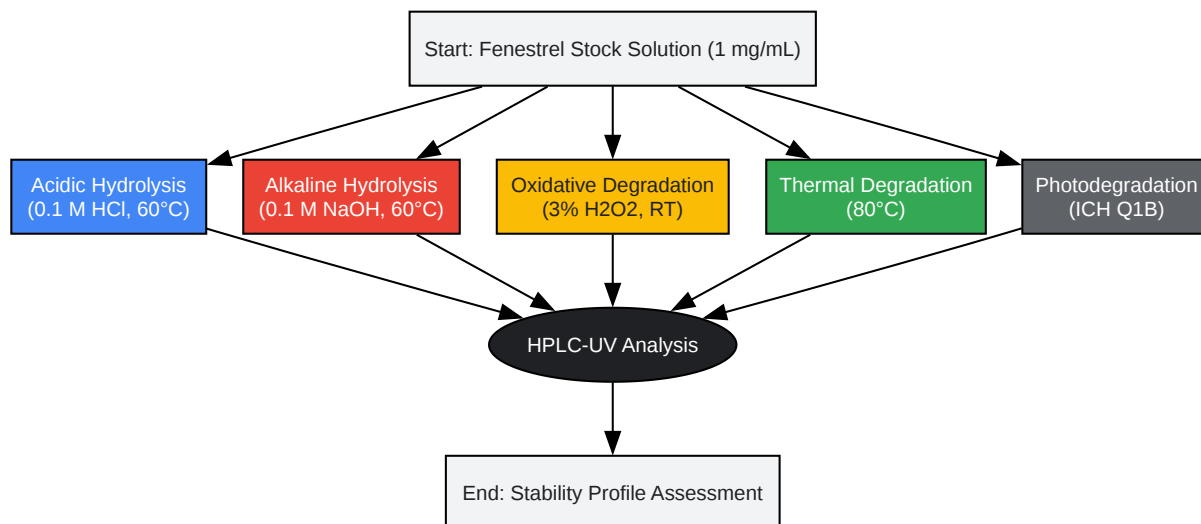 Start: Fenestrel Stock Solution (1 mg/mL)
Acidic Hydrolysis
(0.1 M HCl, 60°C)
Alkaline Hydrolysis
(0.1 M NaOH, 60°C)
Oxidative Degradation
(3% H2O2, RT)
Thermal Degradation
(80°C)
Photodegradation
(ICH Q1B)
HPLC-UV Analysis
End: Stability Profile Assessment